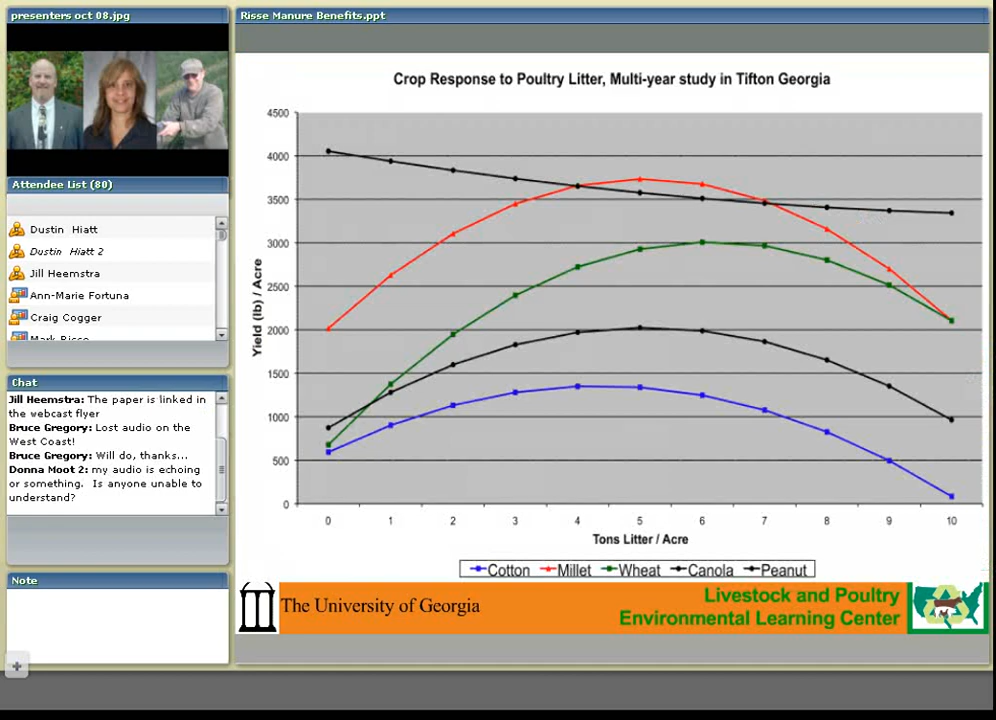 presenters oct 08.jpg
Attendee List (80)
Dustin Hiatt
Dustin Hiatt 2
Jill Heemstra
Ann-Marie Fortuna
Craig Cogger
Mark Risse
Chat
Jill Heemstra: The paper is linked in
the webcast flyer
Bruce Gregory: Lost audio on the
West Coast!
Bruce Gregory: Will do, thanks...
Donna Moot 2: my audio is echoing
or something. Is anyone unable to
understand?
Note
Risse Manure Benefits.ppt
Crop Response to Poultry Litter, Multi-year study in Tifton Georgia
Yield (lb) / Acre
4500
4000
3500
3000
2500
2000
1500
1000
500
0
0 1 2 3 4 5 6 7 8 9 10
Tons Litter / Acre
Cotton Millet Wheat Canola Peanut
The University of Georgia
Livestock and Poultry
Environmental Learning Center